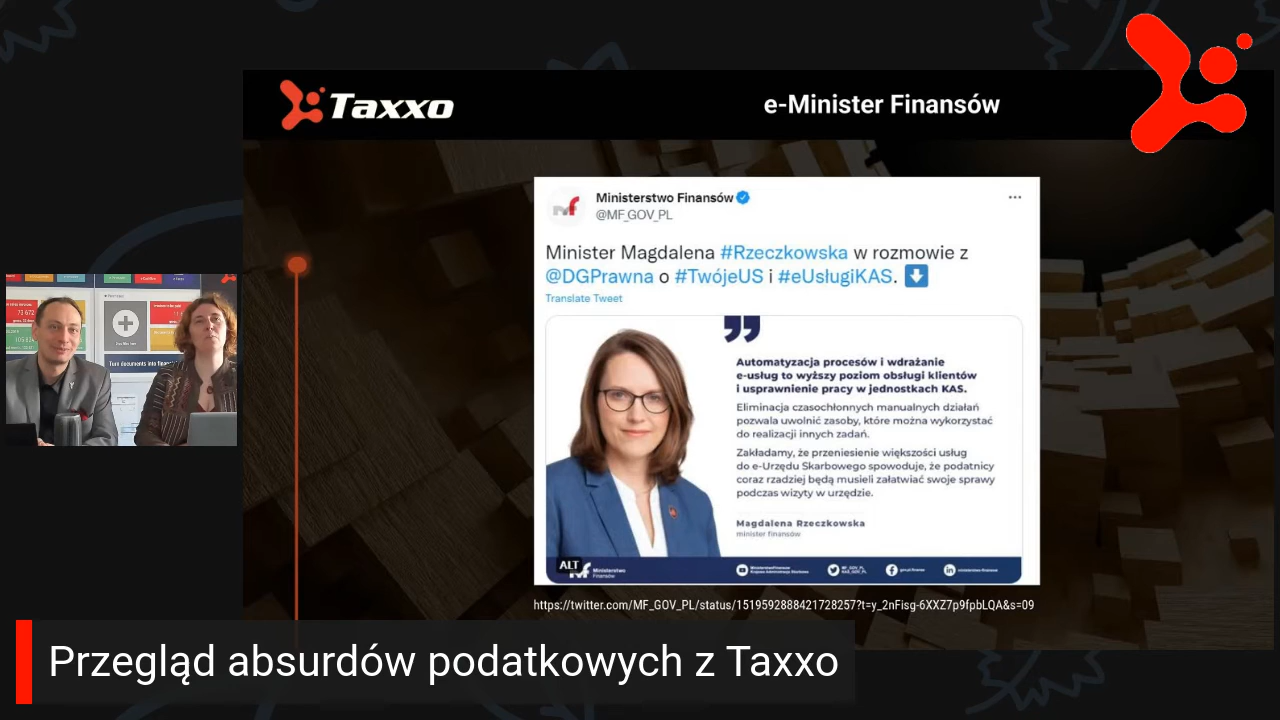 Taxxo
e-Minister Finansów
Ministerstwo Finansów
@MF_GOV_PL
Minister Magdalena #Rzeczkowska w rozmowie z
@DGPrawna o #TwójeUS i #eUsługiKAS.
Translate Tweet
Automatyzacja procesów i wdrażanie
e-usług to wyższy poziom obsługi klientów
i usprawnienie pracy w jednostkach KAS.
Eliminacja czasochłonnych manualnych działań
pozwala uwolnić zasoby, które można wykorzystać
do realizacji innych zadań.
Zakładamy, że przeniesienie większości usług
do e-Urzędu Skarbowego spowoduje, że podatnicy
coraz rzadziej będą musieli załatwiać swoje sprawy
podczas wizyty w urzędzie.
Magdalena Rzeczkowska
minister finansów
ALT
Ministerstwo
Finansów
https://twitter.com/MF_GOV_PL/status/1519592888421728257?t=y_2nFisg-6XXZ7p9fpbLQA&s=09
Turn documents into
Przegląd absurdów podatkowych z Taxxo